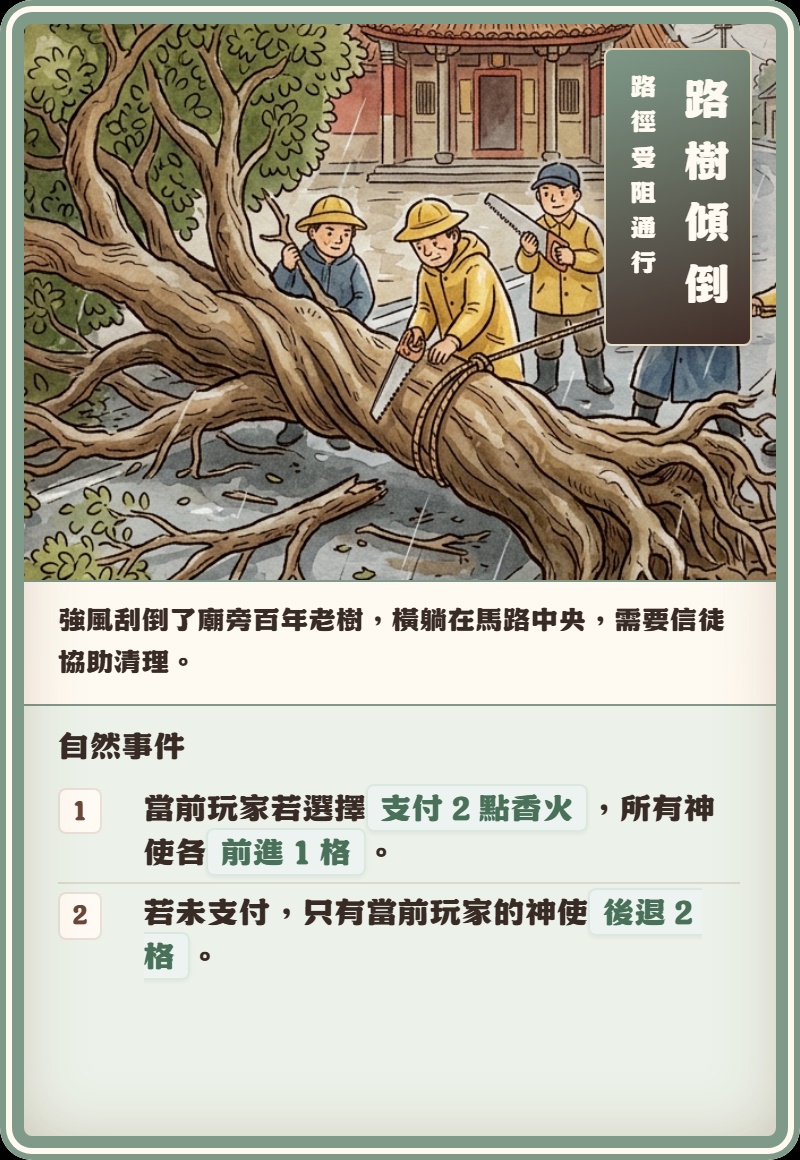 路樹傾倒
路徑受阻通行
強風刮倒了廟旁百年老樹，橫躺在馬路中央，需要信徒
協助清理。
自然事件
1
當前玩家若選擇 支付 2 點香火 ，所有神
使各 前進 1 格 。
2
若未支付，只有當前玩家的神使 後退 2
格 。